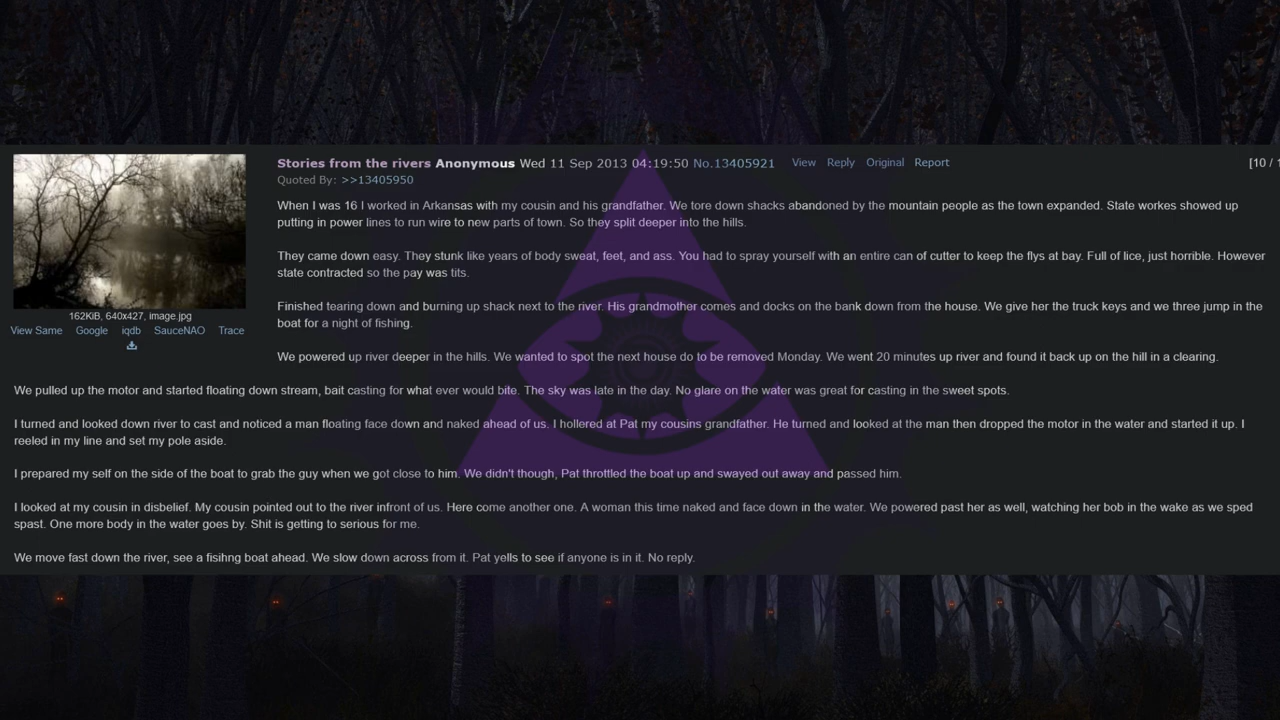 Stories from the rivers Anonymous Wed 11 Sep 2013 04:19:50 No.13405921 View Reply Original Report [10 / 1
Quoted By: >>13405950
When I was 16 I worked in Arkansas with my cousin and his grandfather. We tore down shacks abandoned by the mountain people as the town expanded. State workes showed up
putting in power lines to run wire to new parts of town. So they split deeper into the hills.
They came down easy. They stunk like years of body sweat, feet, and ass. You had to spray yourself with an entire can of cutter to keep the flys at bay. Full of lice, just horrible. However
state contracted so the pay was tits.
Finished tearing down and burning up shack next to the river. His grandmother comes and docks on the bank down from the house. We give her the truck keys and we three jump in the
boat for a night of fishing.
162KiB, 640x427, image.jpg
View Same Google iqdb SauceNAO Trace
We powered up river deeper in the hills. We wanted to spot the next house do to be removed Monday. We went 20 minutes up river and found it back up on the hill in a clearing.
We pulled up the motor and started floating down stream, bait casting for what ever would bite. The sky was late in the day. No glare on the water was great for casting in the sweet spots.
I turned and looked down river to cast and noticed a man floating face down and naked ahead of us. I hollered at Pat my cousins grandfather. He turned and looked at the man then dropped the motor in the water and started it up. I
reeled in my line and set my pole aside.
I prepared my self on the side of the boat to grab the guy when we got close to him. We didn't though, Pat throttled the boat up and swayed out away and passed him.
I looked at my cousin in disbelief. My cousin pointed out to the river infront of us. Here come another one. A woman this time naked and face down in the water. We powered past her as well, watching her bob in the wake as we sped
spast. One more body in the water goes by. Shit is getting to serious for me.
We move fast down the river, see a fisihng boat ahead. We slow down across from it. Pat yells to see if anyone is in it. No reply.